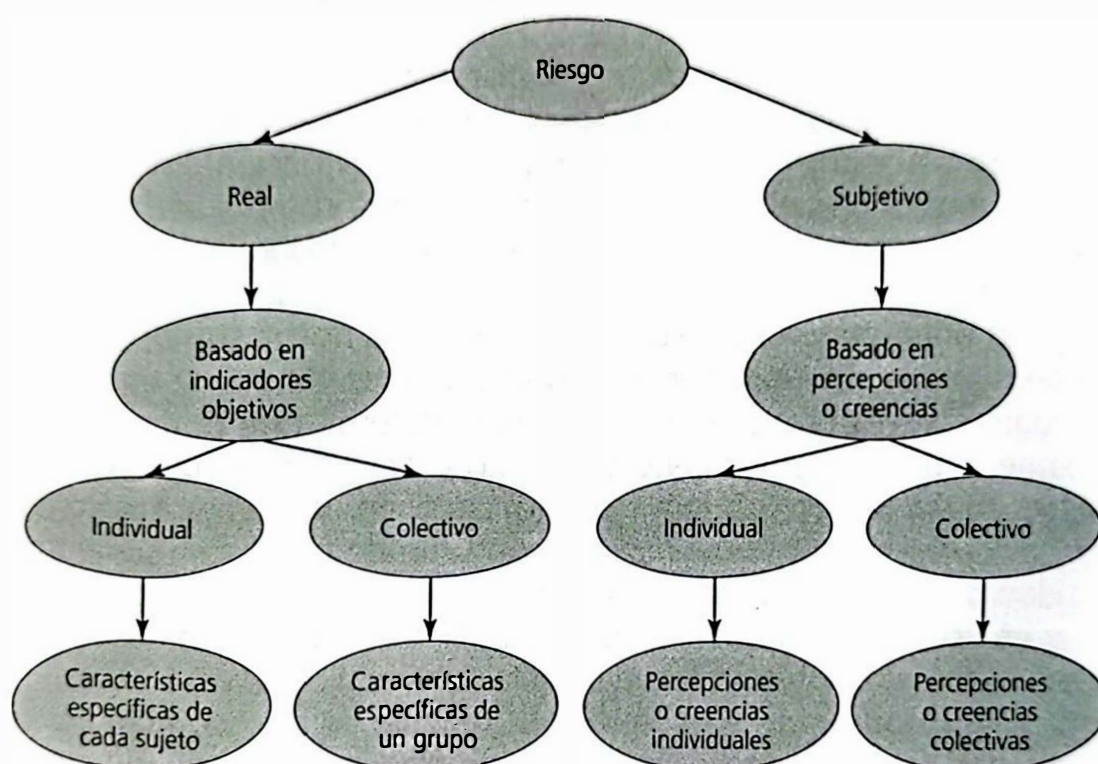 Riesgo
Real
Subjetivo
Basado en
indicadores
objetivos
Basado en
percepciones
o creencias
Individual
Colectivo
Individual
Colectivo
Características
específicas de
cada sujeto
Características
específicas de
un grupo
Percepciones
o creencias
individuales
Percepciones
o creencias
colectivas